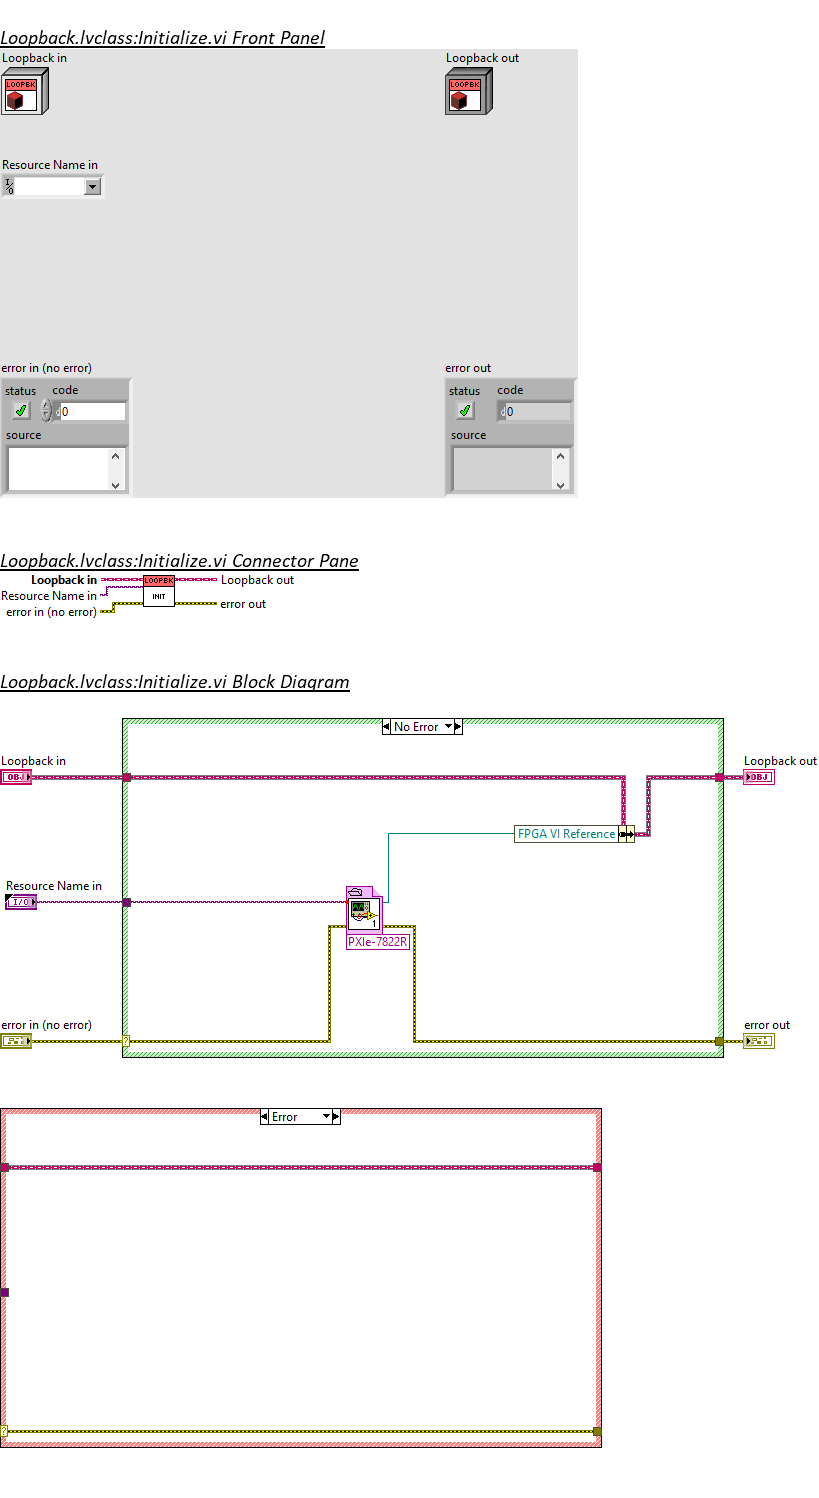 Loopback.lvclass:Initialize.vi Front Panel
Loopback in
Loopback out
LOOPBK
LOOPBK
Resource Name in
I/O
error in (no error)
error out
status
code
status
code
d 0
d 0
source
source
Loopback.lvclass:Initialize.vi Connector Pane
Loopback in
LOOPBK
Loopback out
Resource Name in
INIT
error in (no error)
error out
Loopback.lvclass:Initialize.vi Block Diagram
No Error
Loopback in
Loopback out
OBJ
OBJ
FPGA VI Reference
Resource Name in
I/O
1
PXIe-7822R
error in (no error)
error out
?
Error
?